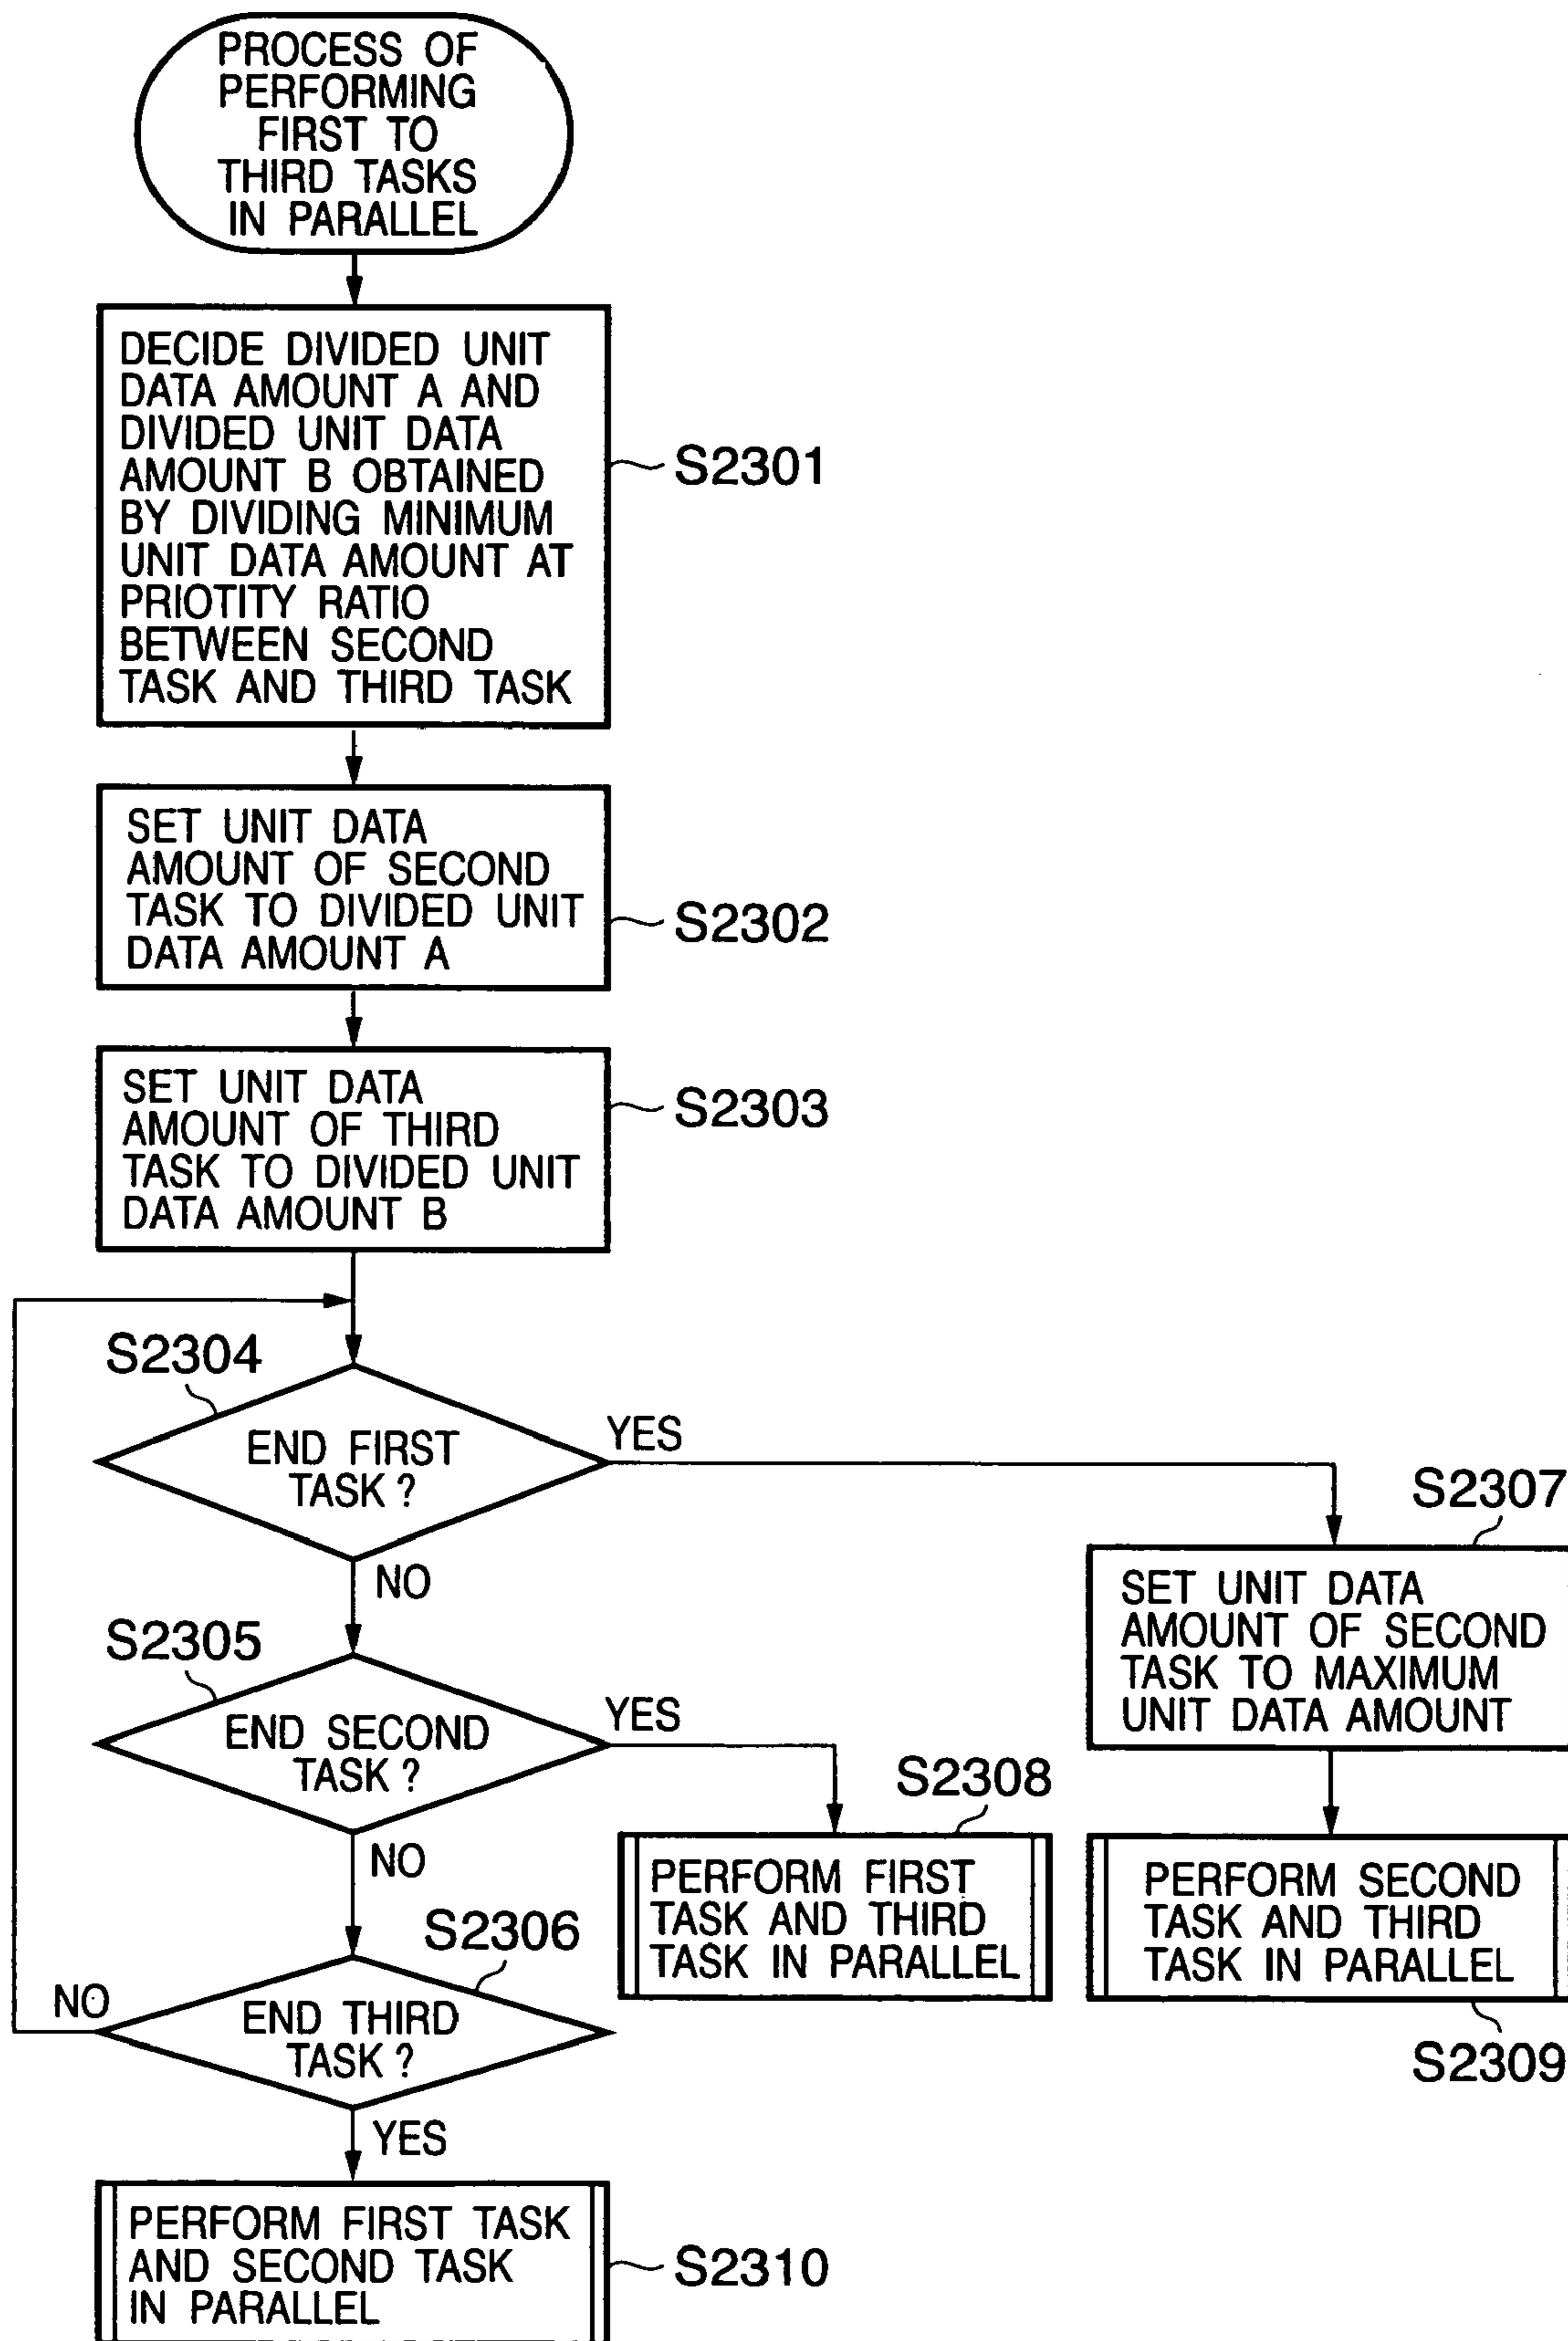 PROCESS OF
PERFORMING
FIRST TO
THIRD TASKS
IN PARALLEL
DECIDE DIVIDED UNIT
DATA AMOUNT A AND
DIVIDED UNIT DATA
AMOUNT B OBTAINED
BY DIVIDING MINIMUM
UNIT DATA AMOUNT AT
PRIOTITY RATIO
BETWEEN SECOND
TASK AND THIRD TASK
S2301
SET UNIT DATA
AMOUNT OF SECOND
TASK TO DIVIDED UNIT
DATA AMOUNT A
S2302
SET UNIT DATA
AMOUNT OF THIRD
TASK TO DIVIDED UNIT
DATA AMOUNT B
S2303
S2304
END FIRST
TASK?
YES
NO
S2307
SET UNIT DATA
AMOUNT OF SECOND
TASK TO MAXIMUM
UNIT DATA AMOUNT
S2305
END SECOND
TASK?
YES
NO
S2308
PERFORM FIRST
TASK AND THIRD
TASK IN PARALLEL
PERFORM SECOND
TASK AND THIRD
TASK IN PARALLEL
S2309
S2306
END THIRD
TASK?
NO
YES
PERFORM FIRST TASK
AND SECOND TASK
IN PARALLEL
S2310